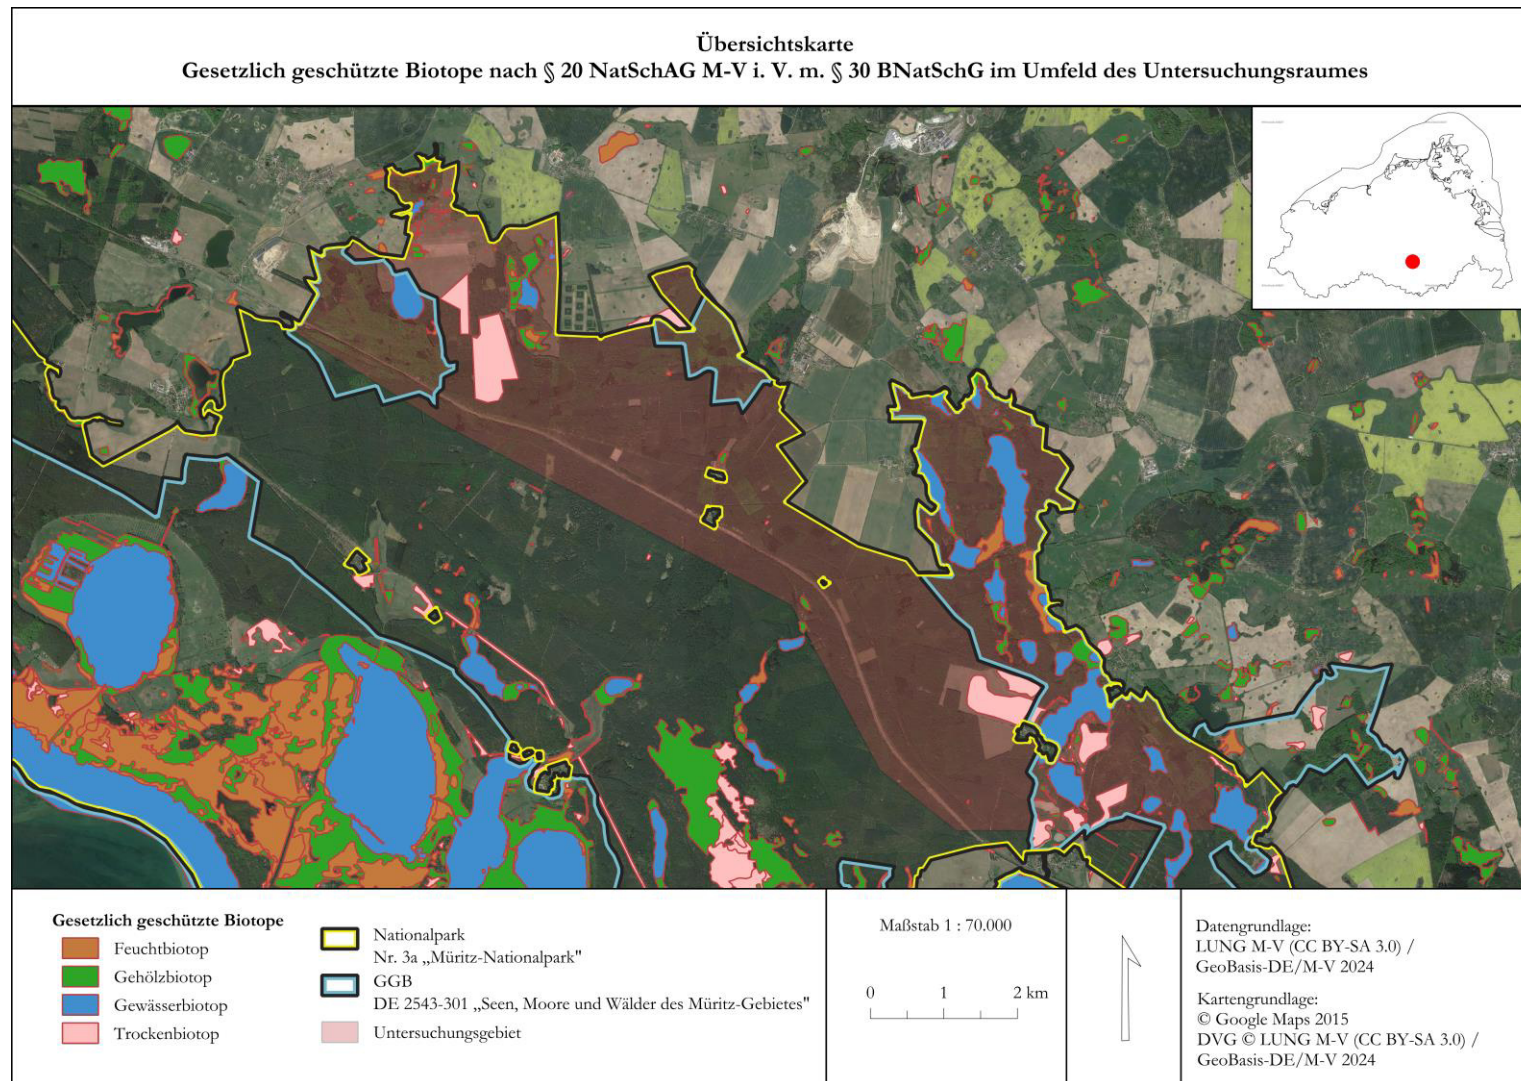 Übersichtskarte
Gesetzlich geschützte Biotope nach § 20 NatSchAG M-V i. V. m. § 30 BNatSchG im Umfeld des Untersuchungsraumes
Gesetzlich geschützte Biotope
Feuchtbiotop
Gehölzbiotop
Gewässerbiotop
Trockenbiotop
Nationalpark
Nr. 3a „Müritz-Nationalpark"
GGB
DE 2543-301 „Seen, Moore und Wälder des Müritz-Gebietes"
Untersuchungsgebiet
Maßstab 1 : 70.000
0 1 2 km
Datengrundlage:
LUNG M-V (CC BY-SA 3.0) /
GeoBasis-DE/M-V 2024
Kartengrundlage:
© Google Maps 2015
DVG © LUNG M-V (CC BY-SA 3.0) /
GeoBasis-DE/M-V 2024